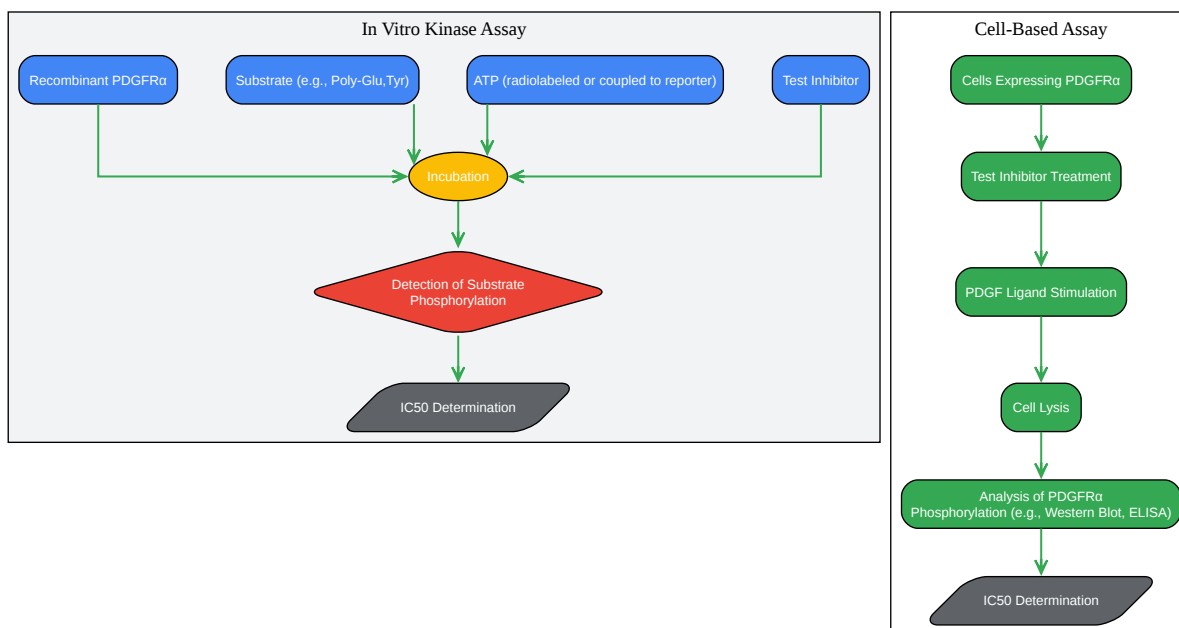 In Vitro Kinase Assay
Recombinant PDGFRα
Substrate (e.g., Poly-Glu,Tyr)
ATP (radiolabeled or coupled to reporter)
Test Inhibitor
Incubation
Detection of Substrate
Phosphorylation
IC50 Determination
Cell-Based Assay
Cells Expressing PDGFRα
Test Inhibitor Treatment
PDGF Ligand Stimulation
Cell Lysis
Analysis of PDGFRα
Phosphorylation (e.g., Western Blot, ELISA)
IC50 Determination